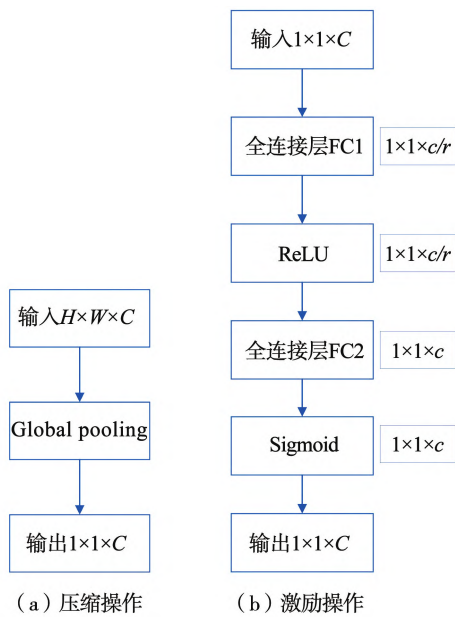 输入H×W×C
Global pooling
输出1×1×C
（a）压缩操作
输入1×1×C
全连接层FC1
1×1×c/r
ReLU
1×1×c/r
全连接层FC2
1×1×c
Sigmoid
1×1×c
输出1×1×C
（b）激励操作